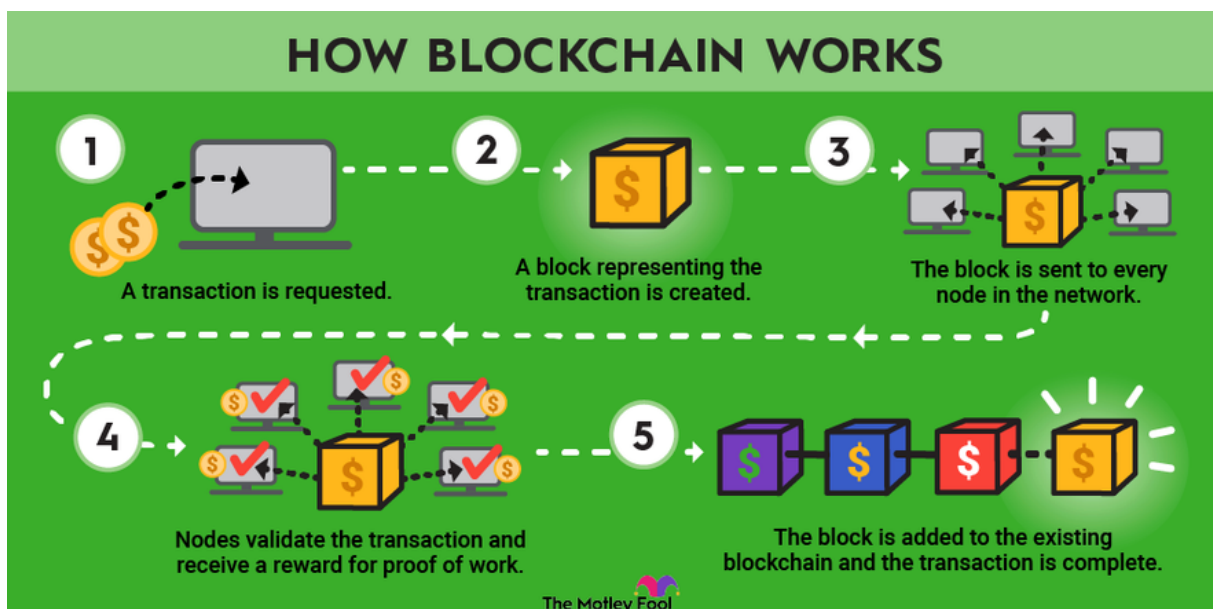 HOW BLOCKCHAIN WORKS
1
2
3
$
$
$
$
A transaction is requested.
A block representing the
transaction is created.
The block is sent to every
node in the network.
4
5
$
$
$
$
$
$
$
$
$
$
Nodes validate the transaction and
receive a reward for proof of work.
The block is added to the existing
blockchain and the transaction is complete.
The Motley Fool